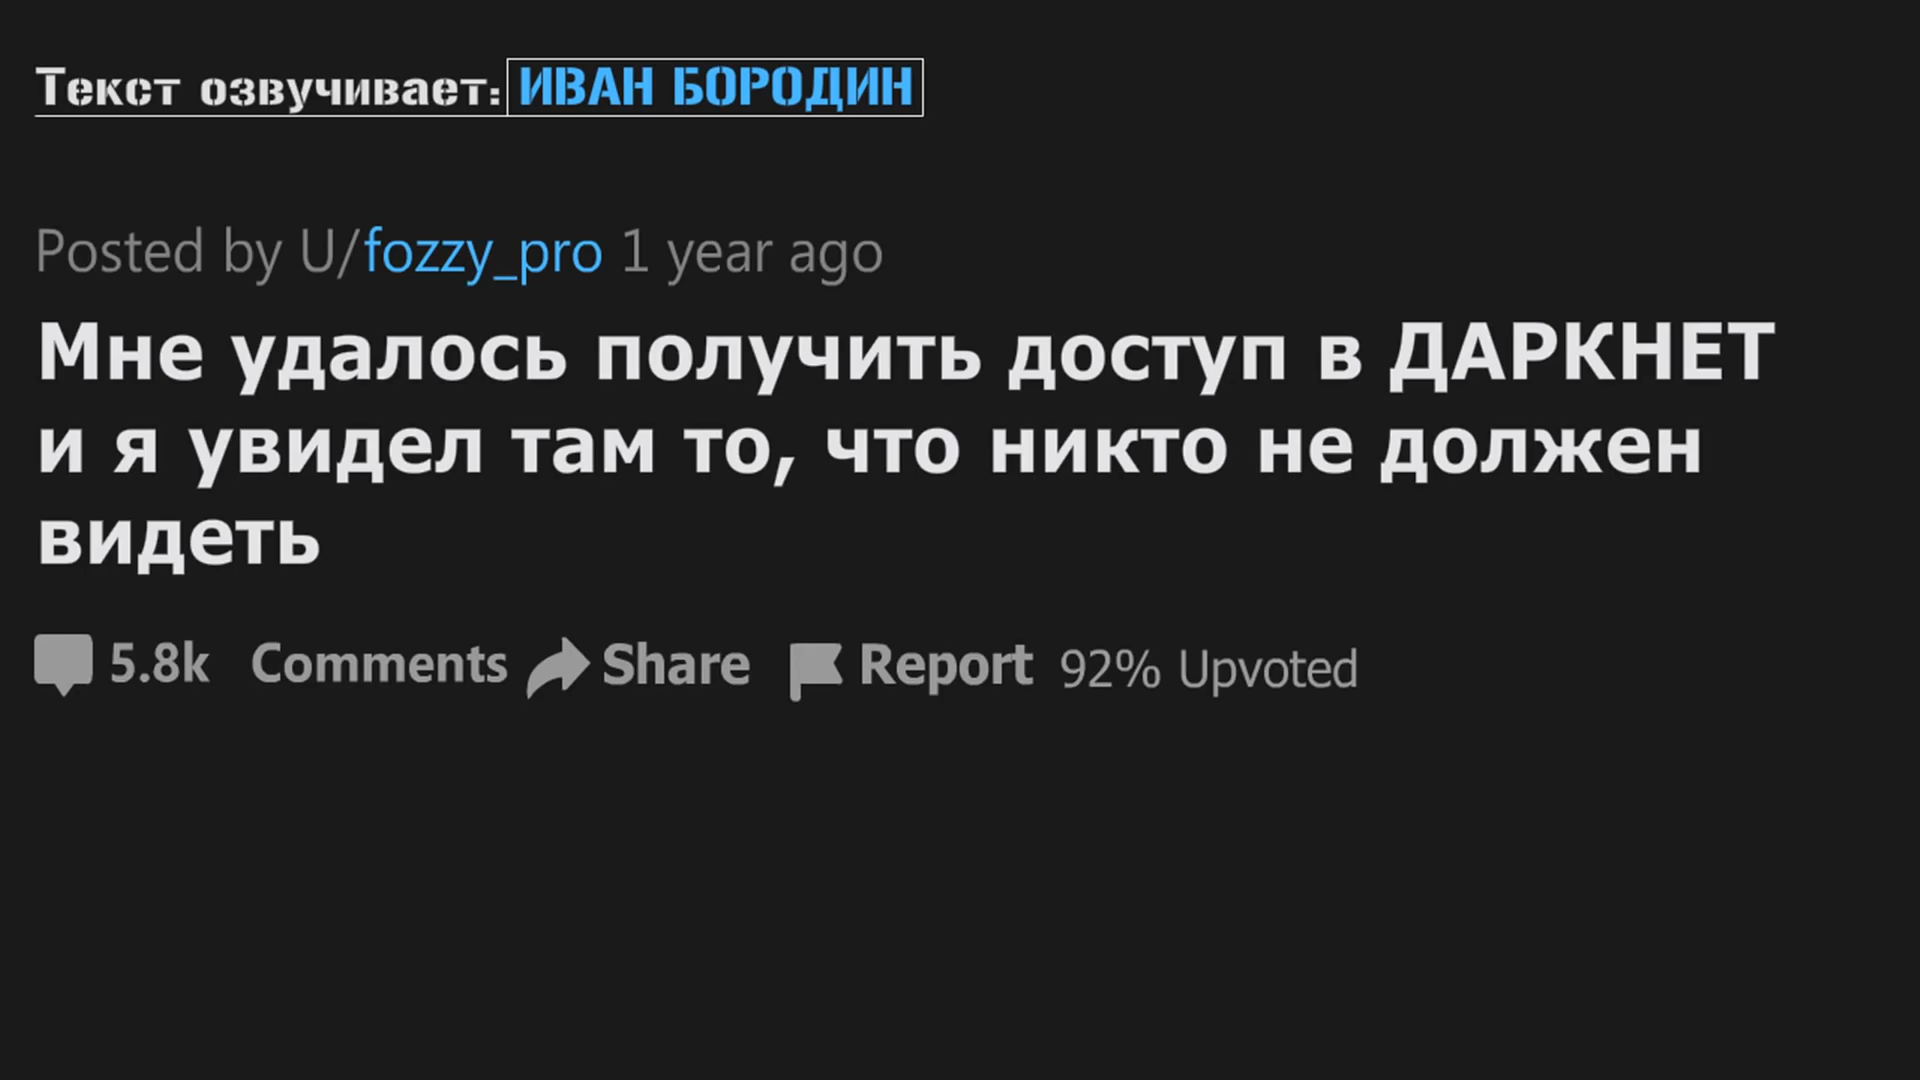 Текст озвучивает: ИВАН БОРОДИН
Posted by U/fozzy_pro 1 year ago
Мне удалось получить доступ в ДАРКНЕТ
и я увидел там то, что никто не должен
видеть
5.8k Comments Share Report 92% Upvoted